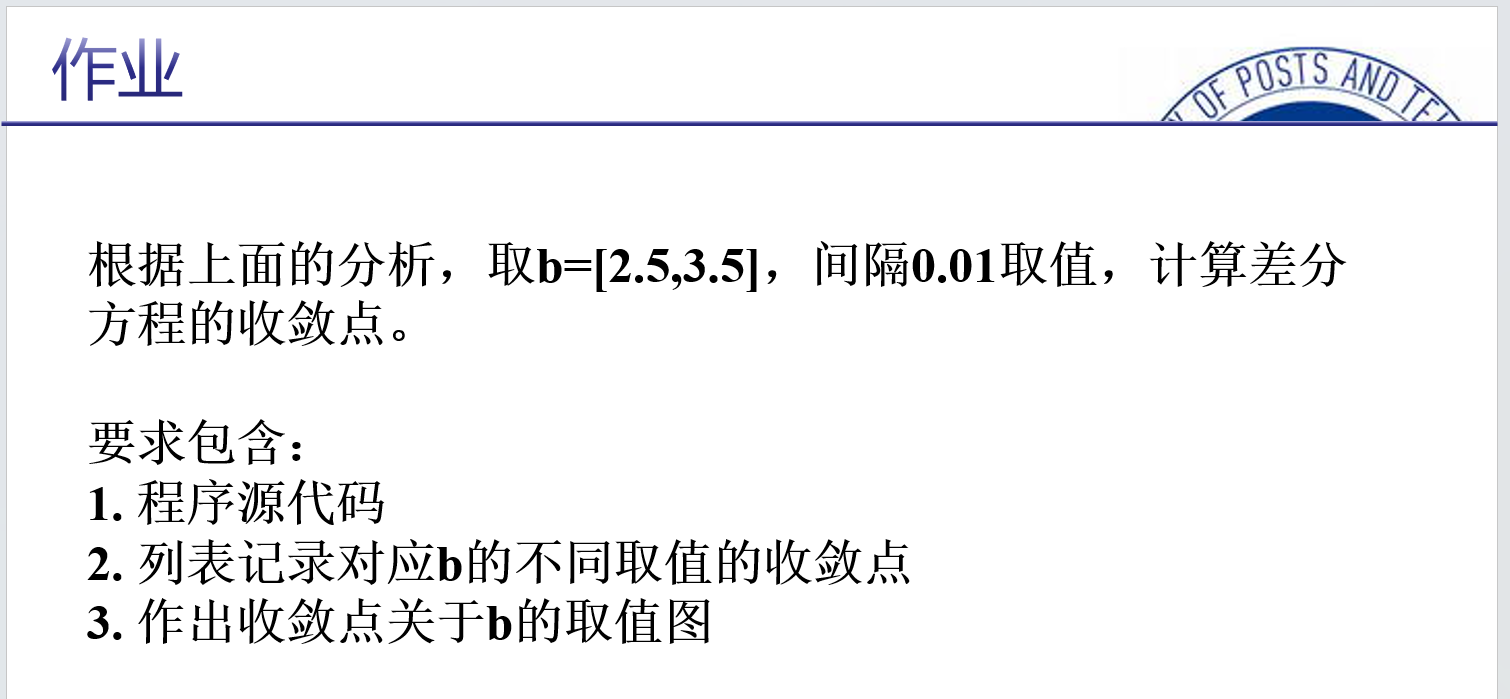 作业
OF POSTS AND TE
根据上面的分析，取b=[2.5,3.5]，间隔0.01取值，计算差分
方程的收敛点。
要求包含：
1. 程序源代码
2. 列表记录对应b的不同取值的收敛点
3. 作出收敛点关于b的取值图